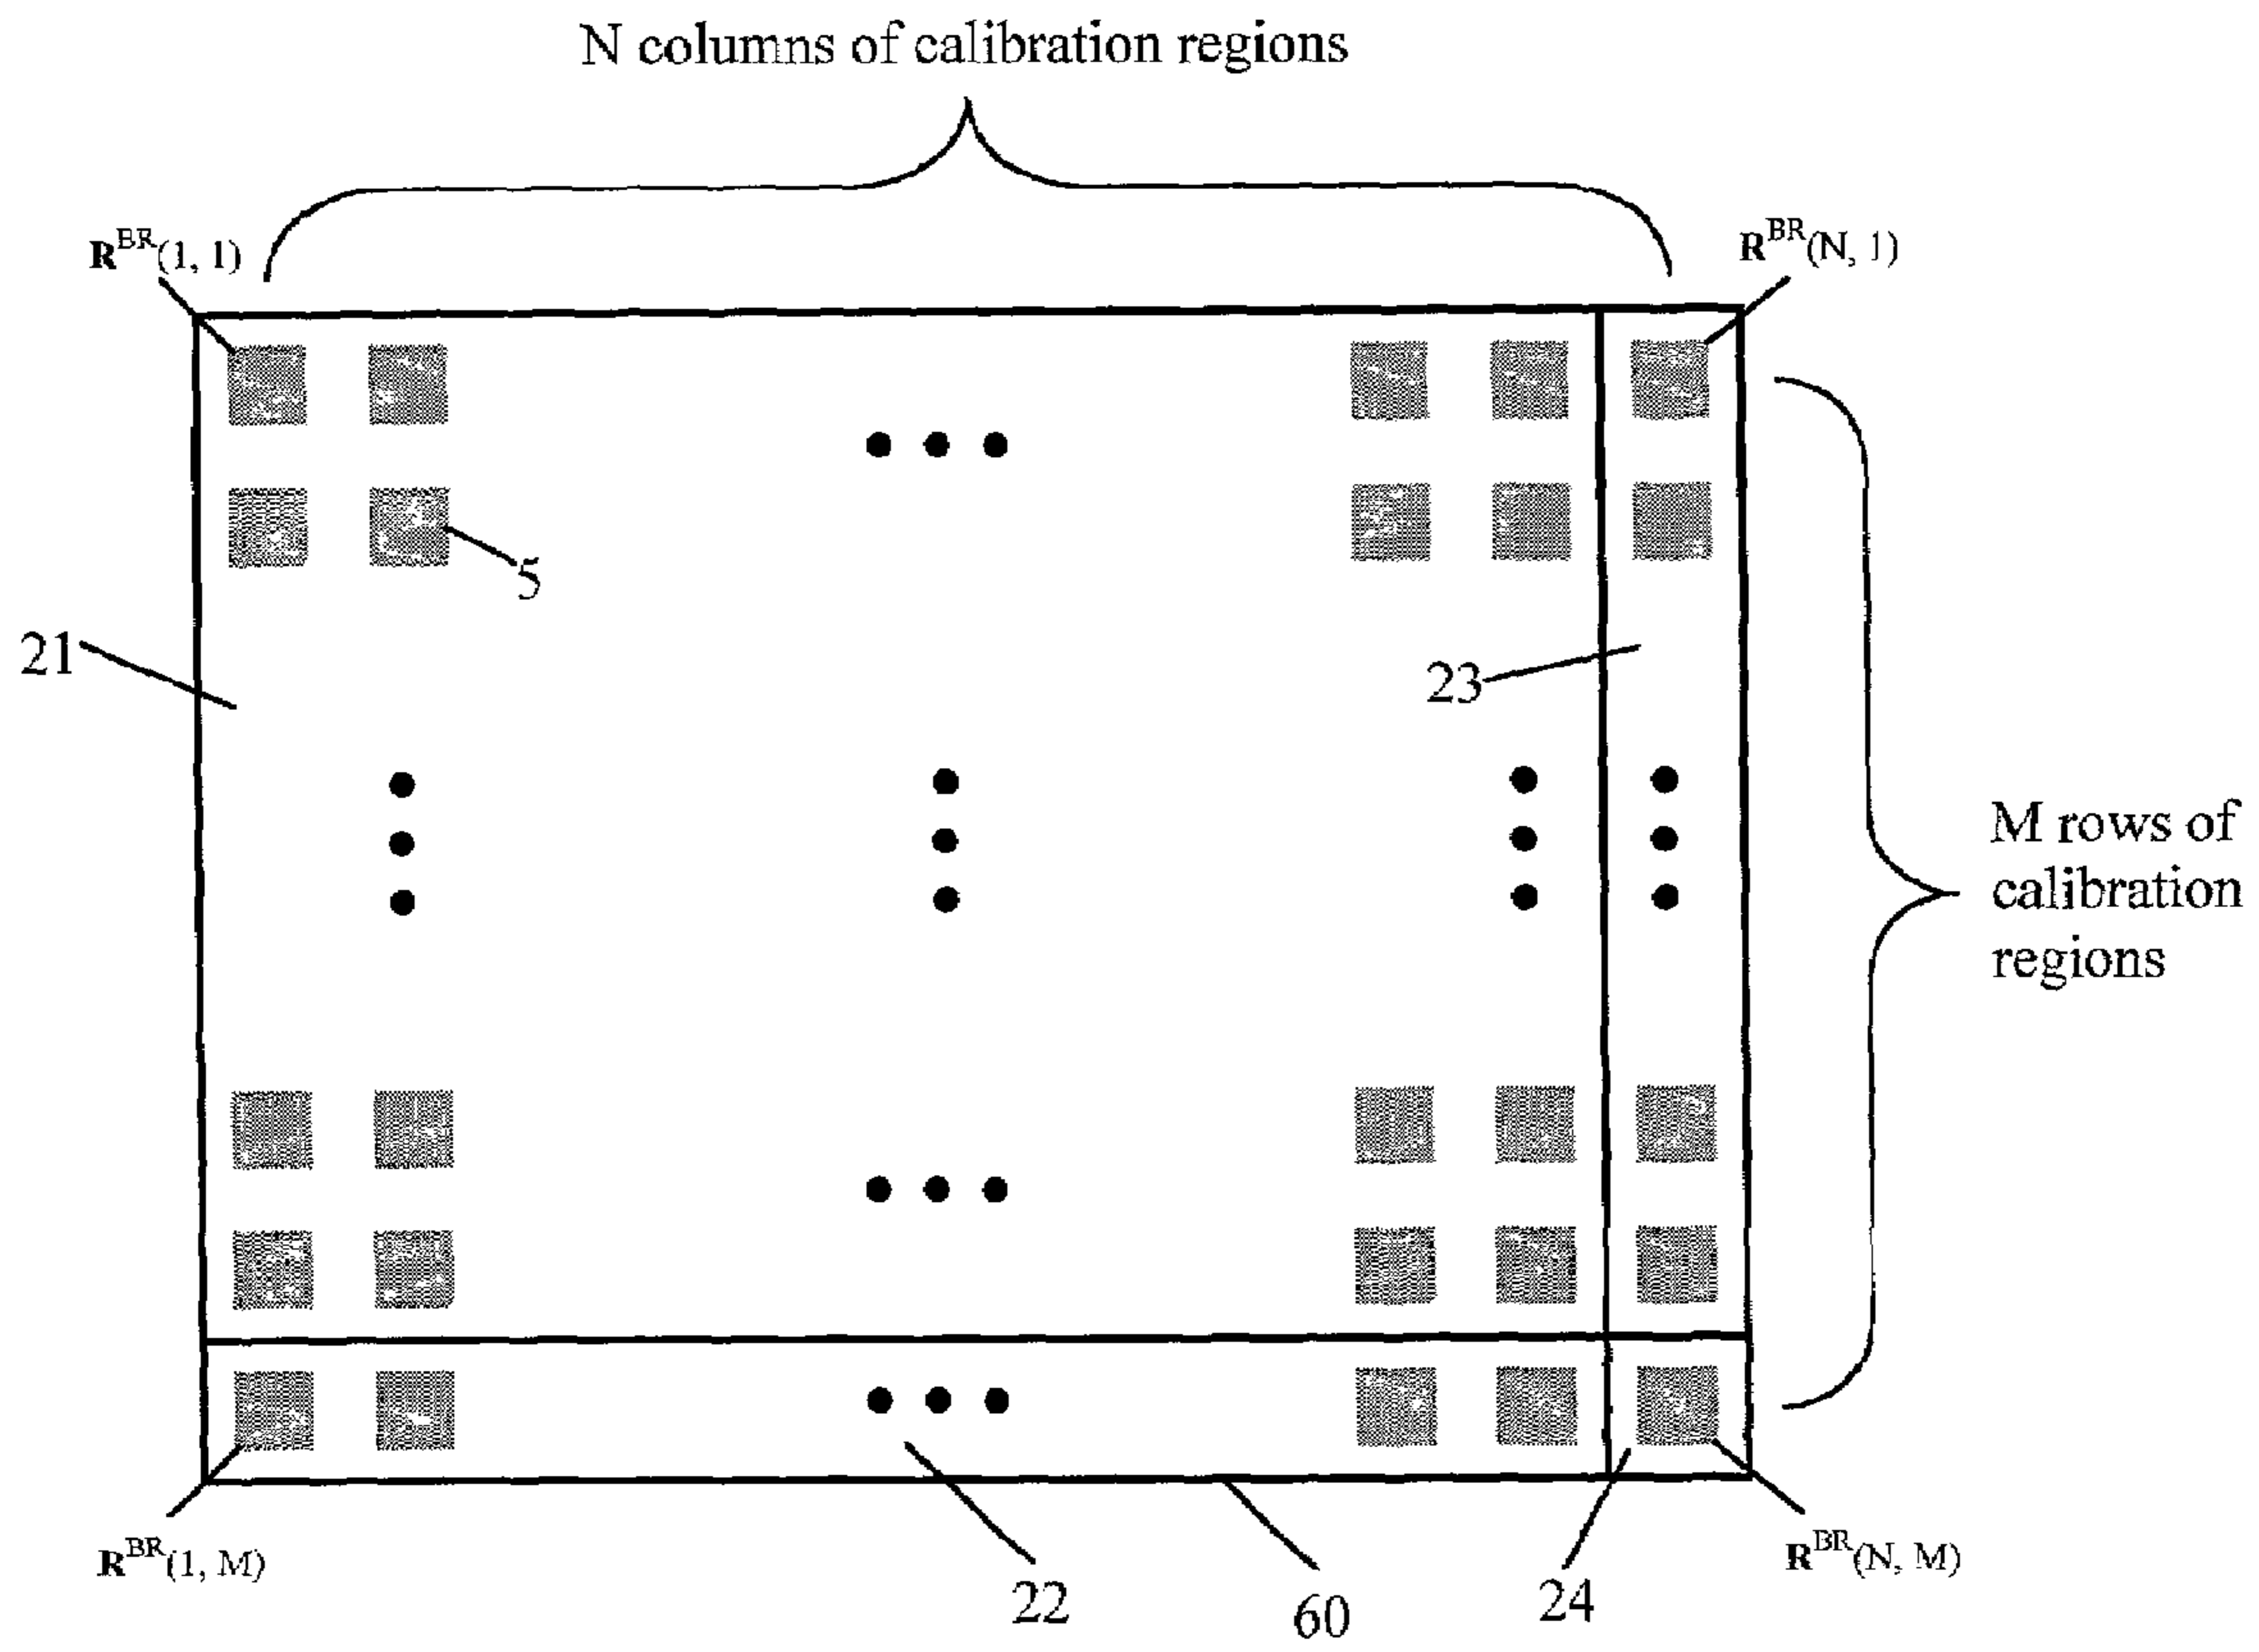 N columns of calibration regions
R^BR(1, 1)
R^BR(N, 1)
5
21
23
M rows of
calibration
regions
R^BR(1, M)
22
60
24
R^BR(N, M)